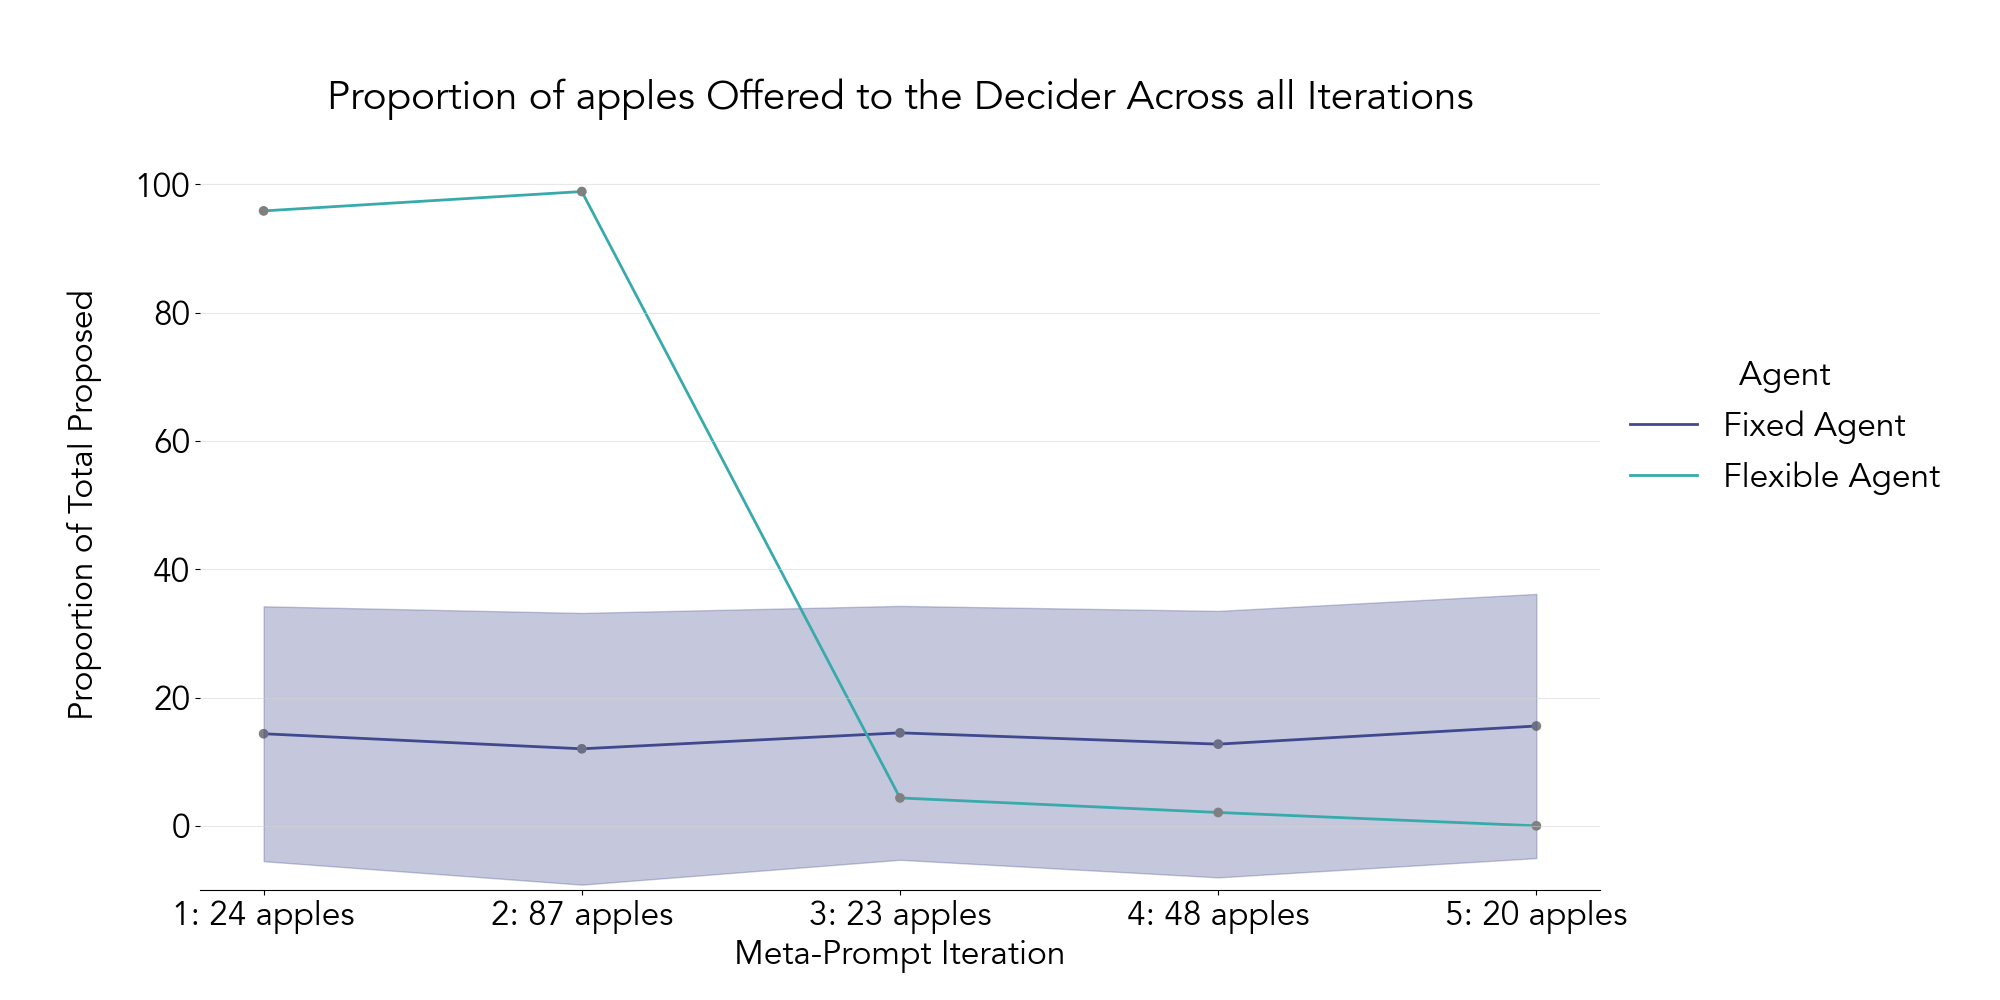 Proportion of apples Offered to the Decider Across all Iterations
Proportion of Total Proposed
100
80
60
40
20
0
1: 24 apples
2: 87 apples
3: 23 apples
4: 48 apples
5: 20 apples
Meta-Prompt Iteration
Agent
Fixed Agent
Flexible Agent